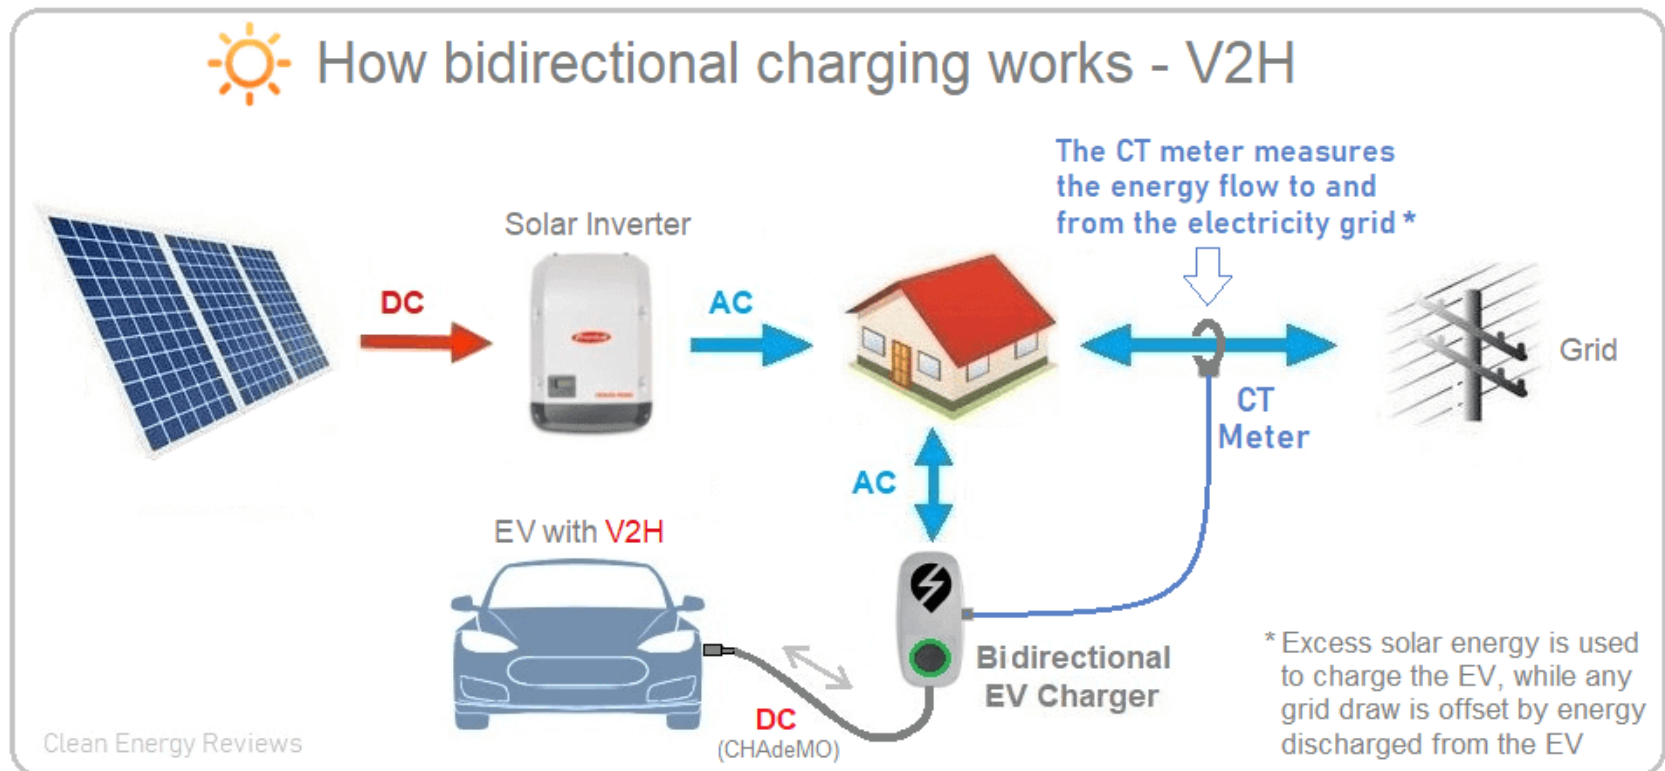 How bidirectional charging works - V2H
The CT meter measures
the energy flow to and
from the electricity grid *
Solar Inverter
DC
AC
Grid
CT
Meter
AC
EV with V2H
Bidirectional
EV Charger
DC
(CHAdeMO)
* Excess solar energy is used
to charge the EV, while any
grid draw is offset by energy
discharged from the EV
Clean Energy Reviews